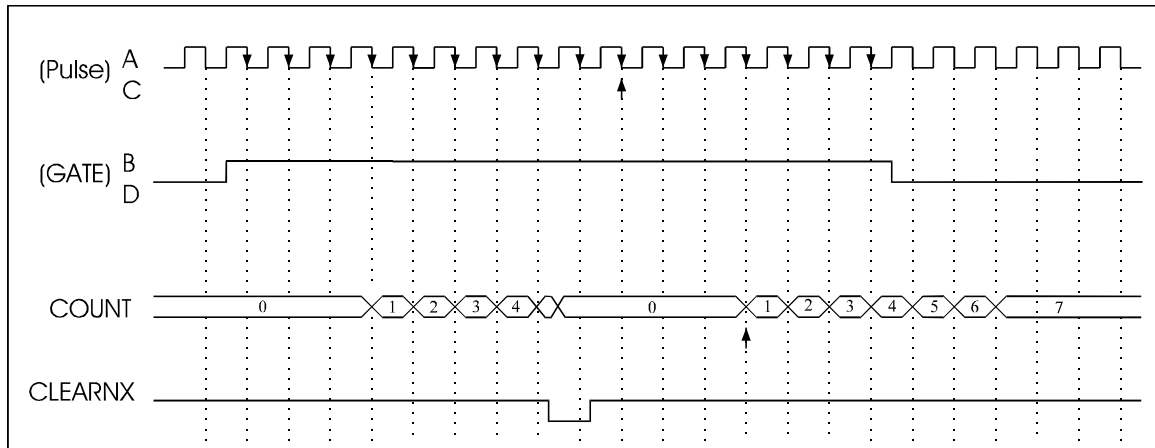 (Pulse) A
C
(GATE) B
D
COUNT 0 1 2 3 4 0 1 2 3 4 5 6 7
CLEARNX